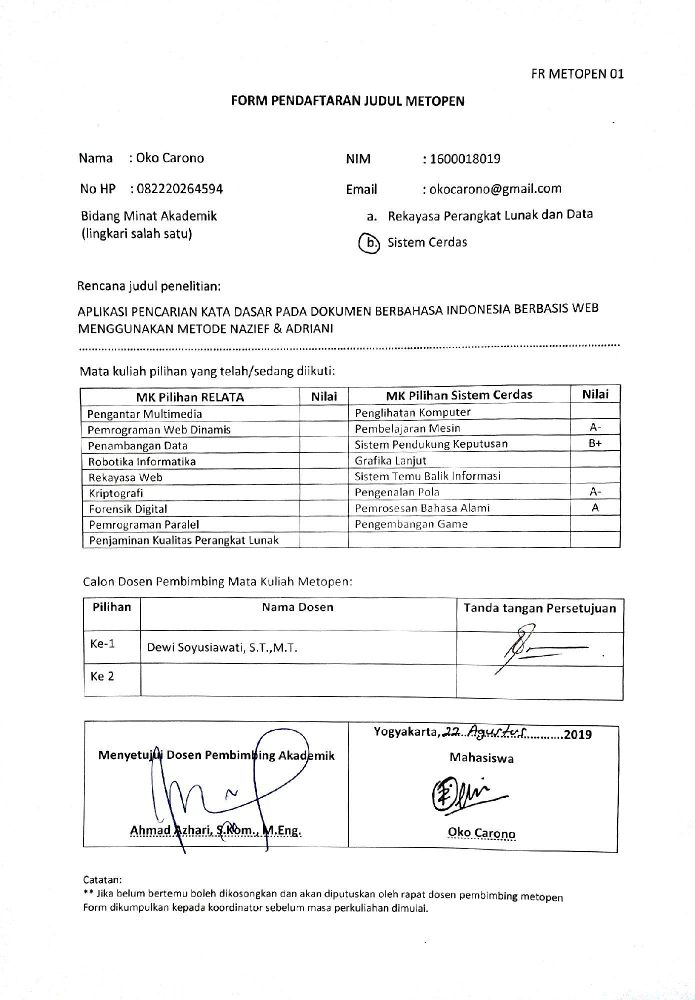 FR METOPEN 01
FORM PENDAFTARAN JUDUL METOPEN
Nama : Oko Carono NIM : 1600018019
No HP : 082220264594 Email : okocarono@gmail.com
Bidang Minat Akademik a. Rekayasa Perangkat Lunak dan Data
(lingkari salah satu) b. Sistem Cerdas
Rencana judul penelitian:
APLIKASI PENCARIAN KATA DASAR PADA DOKUMEN BERBAHASA INDONESIA BERBASIS WEB
MENGGUNAKAN METODE NAZIEF & ADRIANI
Mata kuliah pilihan yang telah/sedang diikuti:
MK Pilihan RELATA Nilai MK Pilihan Sistem Cerdas Nilai
Pengantar Multimedia Penglihatan Komputer
Pemrograman Web Dinamis Pembelajaran Mesin A-
Penambangan Data Sistem Pendukung Keputusan B+
Robotika Informatika Grafika Lanjut
Rekayasa Web Sistem Temu Balik Informasi
Kriptografi Pengenalan Pola A-
Forensik Digital Pemrosesan Bahasa Alami A
Pemrograman Paralel Pengembangan Game
Penjaminan Kualitas Perangkat Lunak
Calon Dosen Pembimbing Mata Kuliah Metopen:
Pilihan Nama Dosen Tanda tangan Persetujuan
Ke-1 Dewi Soyusiawati, S.T.,M.T.
Ke 2
Yogyakarta, 22 Agustus 2019
Menyetujui Dosen Pembimbing Akademik Mahasiswa
Ahmad Azhari, S.Kom., M.Eng. Oko Carono
Catatan:
** Jika belum bertemu boleh dikosongkan dan akan diputuskan oleh rapat dosen pembimbing metopen
Form dikumpulkan kepada koordinator sebelum masa perkuliahan dimulai.